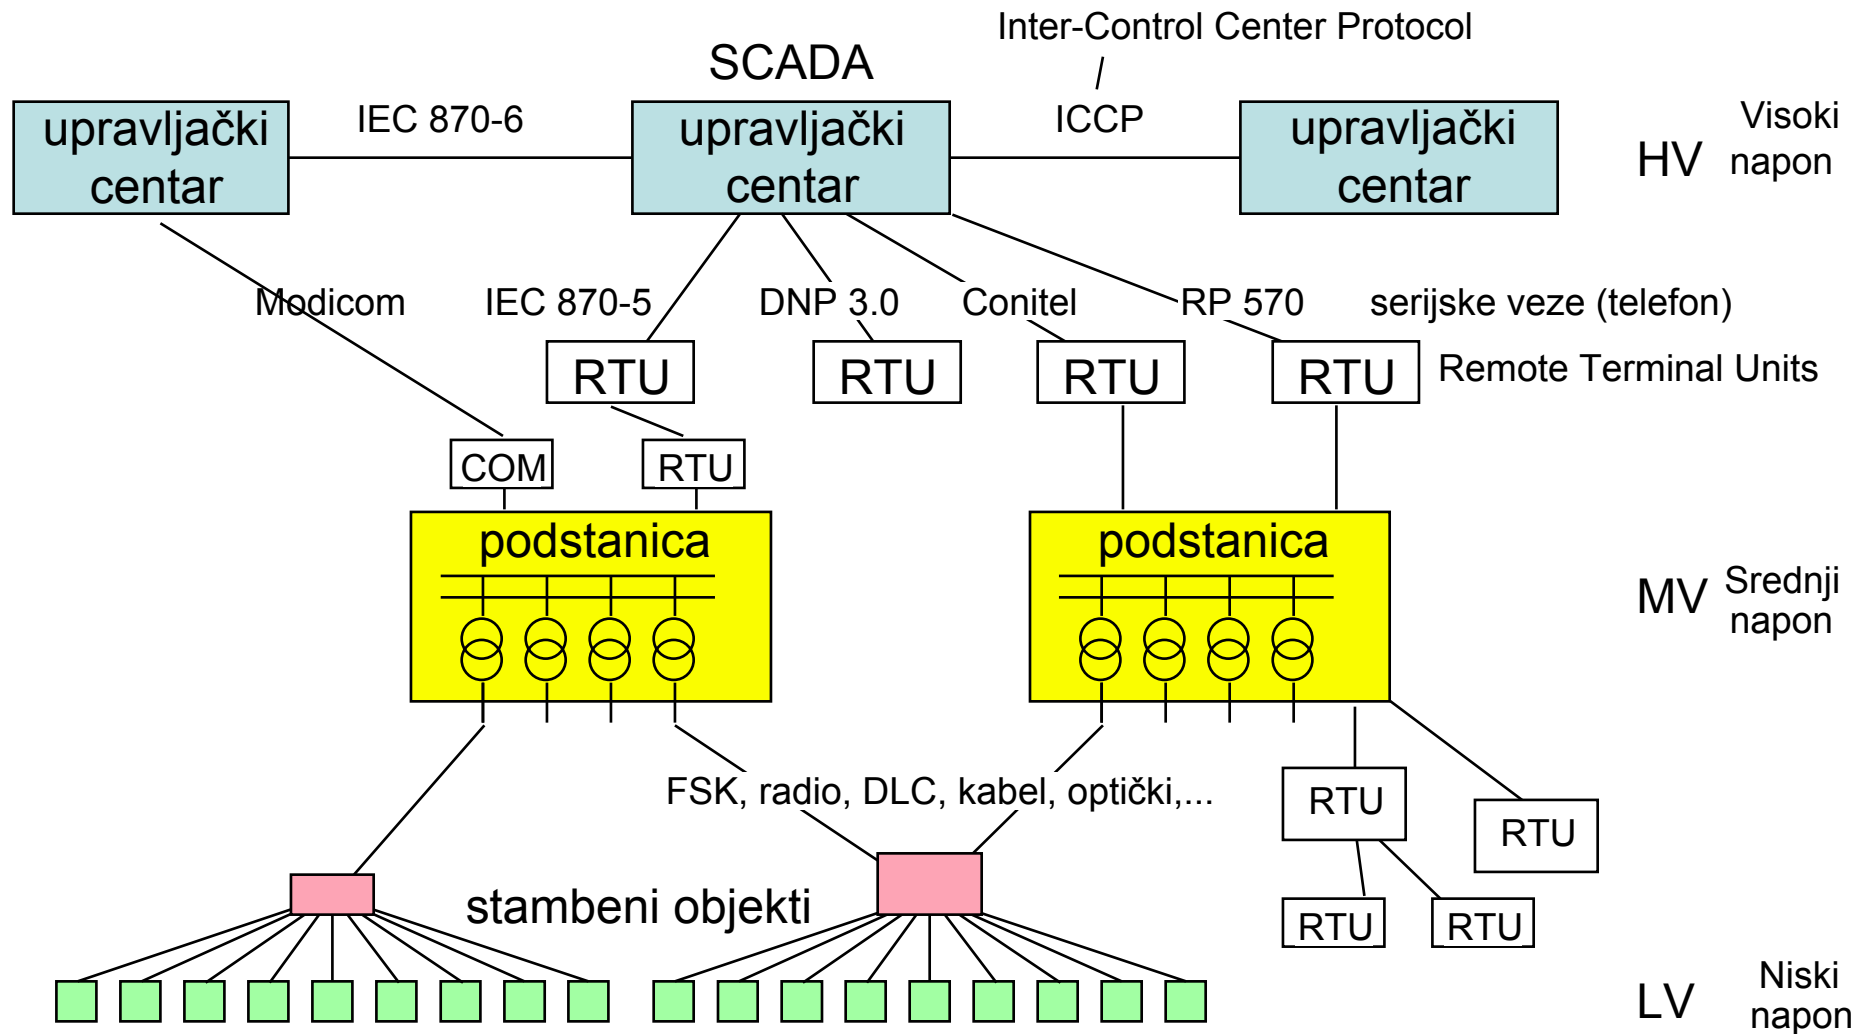 Inter-Control Center Protocol
SCADA
upravljački
centar
IEC 870-6
upravljački
centar
ICCP
upravljački
centar
HV
Visoki
napon
Modicom
IEC 870-5
DNP 3.0
Conitel
RP 570
serijske veze (telefon)
RTU
RTU
RTU
RTU
Remote Terminal Units
COM
RTU
podstanica
podstanica
MV
Srednji
napon
FSK, radio, DLC, kabel, optički,...
RTU
RTU
stambeni objekti
RTU
RTU
LV
Niski
napon